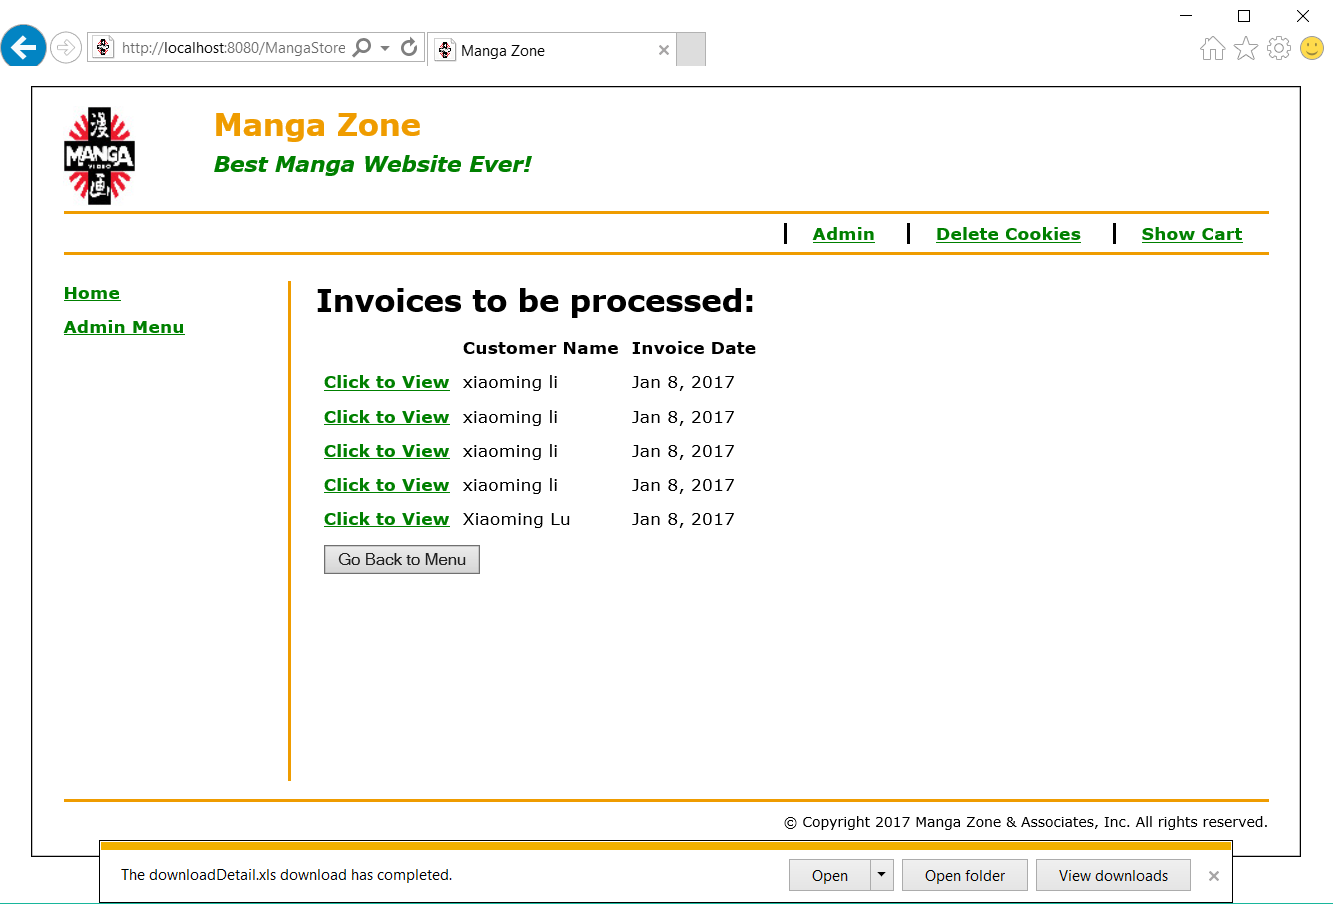 http://localhost:8080/MangaStore
Manga Zone
漫
MANGA
VIDEO
画
Manga Zone
Best Manga Website Ever!
Admin
Delete Cookies
Show Cart
Home
Admin Menu
Invoices to be processed:
Customer Name Invoice Date
Click to View xiaoming li Jan 8, 2017
Click to View xiaoming li Jan 8, 2017
Click to View xiaoming li Jan 8, 2017
Click to View xiaoming li Jan 8, 2017
Click to View Xiaoming Lu Jan 8, 2017
Go Back to Menu
© Copyright 2017 Manga Zone & Associates, Inc. All rights reserved.
The downloadDetail.xls download has completed.
Open
Open folder
View downloads